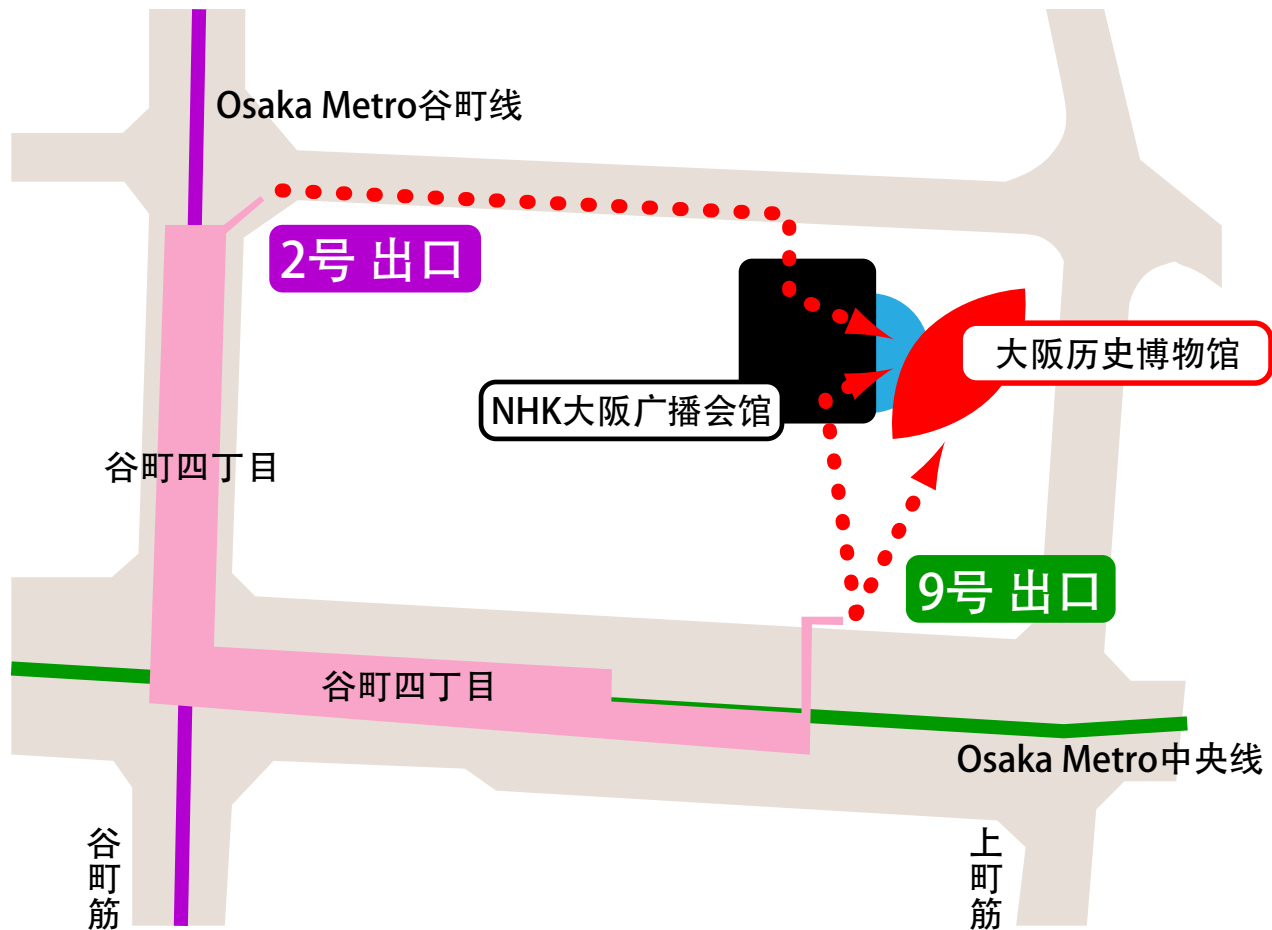 Osaka Metro谷町线
2号 出口
大阪历史博物馆
NHK大阪广播会馆
谷町四丁目
9号 出口
谷町四丁目
Osaka Metro中央线
谷町筋
上町筋